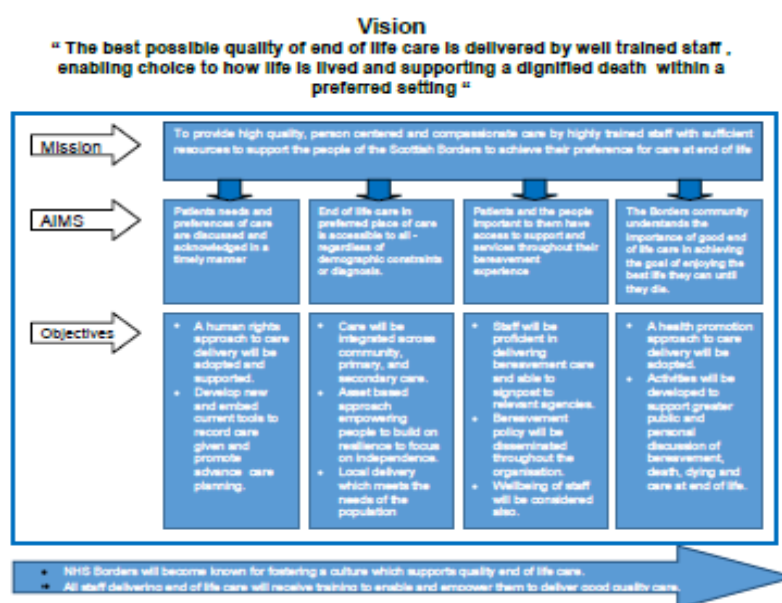 Vision
“ The best possible quality of end of life care is delivered by well trained staff ,
enabling choice to how life is lived and supporting a dignified death within a
preferred setting “
Mission
To provide high quality, person centered and compassionate care by highly trained staff with sufficient
resources to support the people of the Scottish Borders to achieve their preference for care at end of life
AIMS
Patients needs and
preferences of care
are discussed and
acknowledged in a
timely manner
End of life care in
preferred place of care
is accessible to all -
regardless of
demographic constraints
or diagnosis.
Patients and the people
important to them have
access to support and
services throughout their
bereavement
experience
The Borders community
understands the
importance of good end
of life care in achieving
the goal of enjoying the
best life they can until
they die.
Objectives
• A human rights
approach to care
delivery will be
adopted and
supported.
• Develop new
and embed
current tools to
record care
given and
promote
advance care
planning.
• Care will be
integrated across
community,
primary, and
secondary care.
• Asset based
approach
empowering
people to build on
resilience to focus
on independence.
• Local delivery
which meets the
needs of the
population
• Staff will be
proficient in
delivering
bereavement care
and able to
signpost to
relevant agencies.
• Bereavement
policy will be
disseminated
throughout the
organisation.
• Wellbeing of staff
will be considered
also.
• A health promotion
approach to care
delivery will be
adopted.
• Activities will be
developed to
support greater
public and
personal
discussion of
bereavement,
death, dying and
care at end of life.
• NHS Borders will become known for fostering a culture which supports quality end of life care.
• All staff delivering end of life care will receive training to enable and empower them to deliver good quality care.